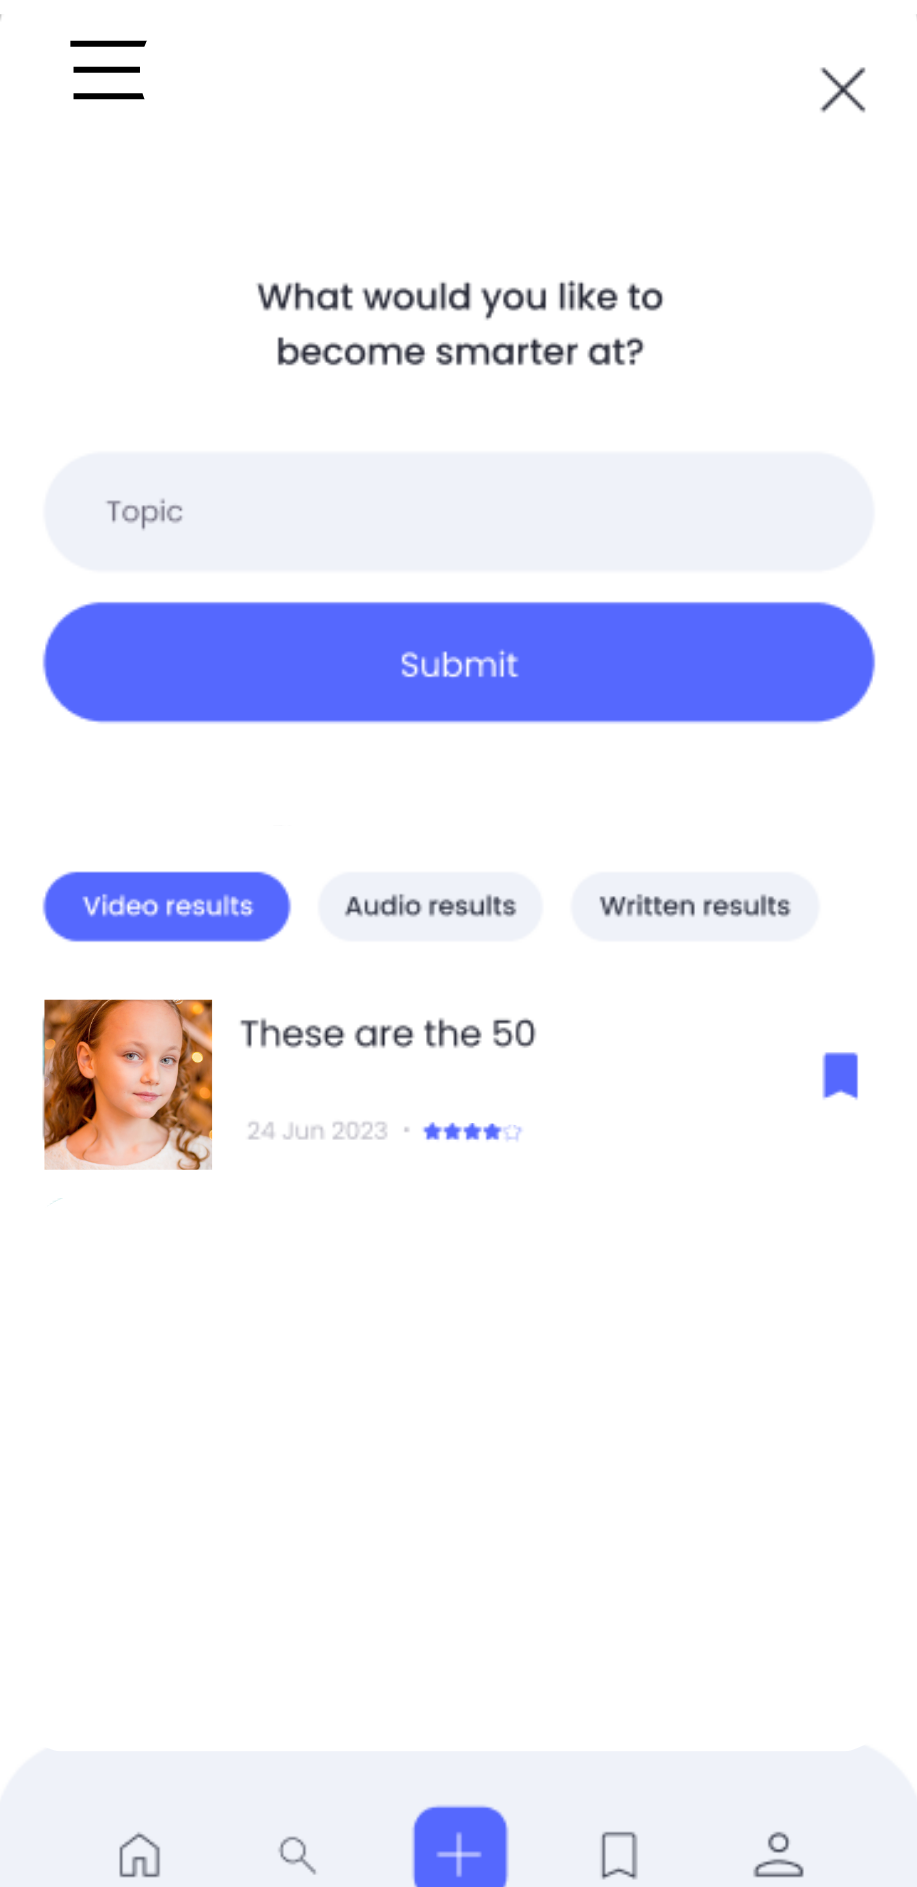 What would you like to
become smarter at?
Topic
Submit
Video results
Audio results
Written results
These are the 50
24 Jun 2023 •